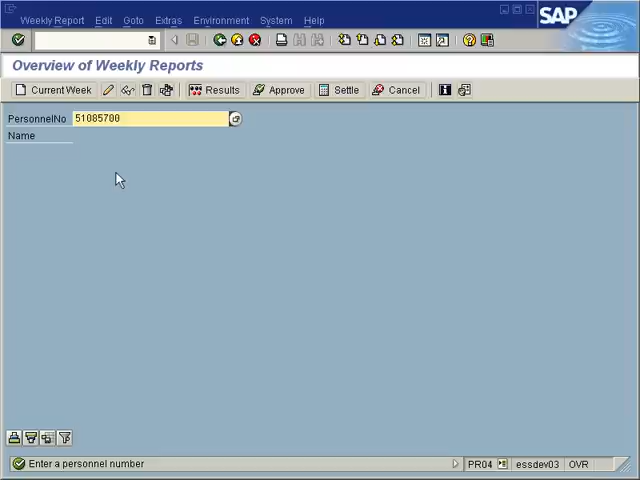 Weekly Report Edit Goto Extras Environment System Help
SAP
Overview of Weekly Reports
Current Week Results Approve Settle Cancel
PersonnelNo 51085700
Name
Enter a personnel number PR04 essdev03 OVR